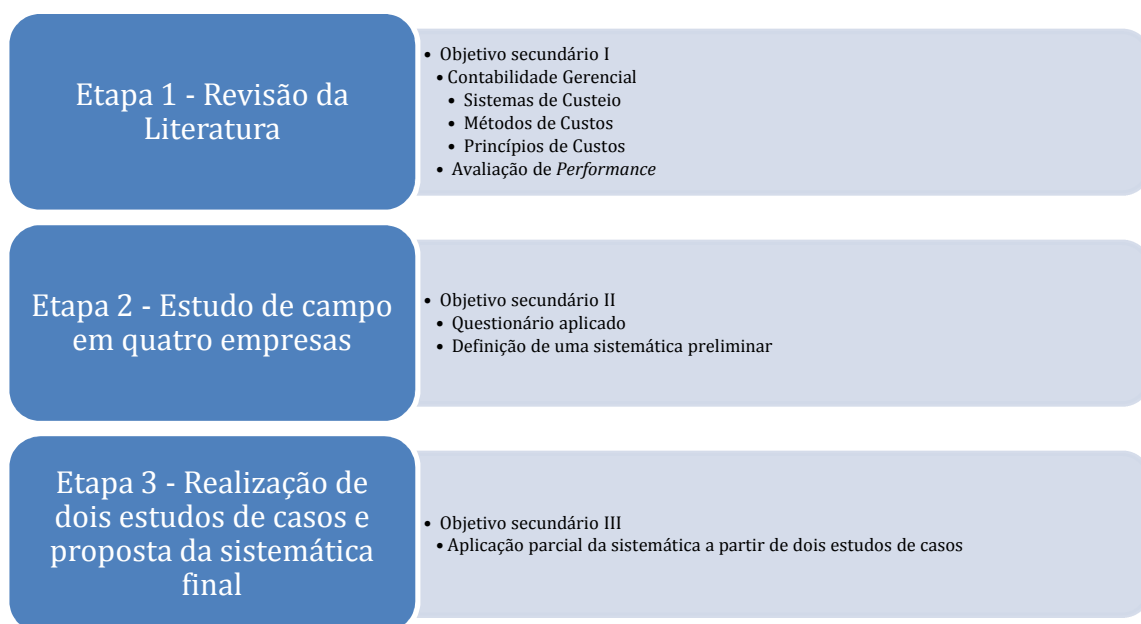 Etapa 1 - Revisão da
Literatura
• Objetivo secundário I
• Contabilidade Gerencial
• Sistemas de Custeio
• Métodos de Custos
• Princípios de Custos
• Avaliação de Performance
Etapa 2 - Estudo de campo
em quatro empresas
• Objetivo secundário II
• Questionário aplicado
• Definição de uma sistemática preliminar
Etapa 3 - Realização de
dois estudos de casos e
proposta da sistemática
final
• Objetivo secundário III
• Aplicação parcial da sistemática a partir de dois estudos de casos